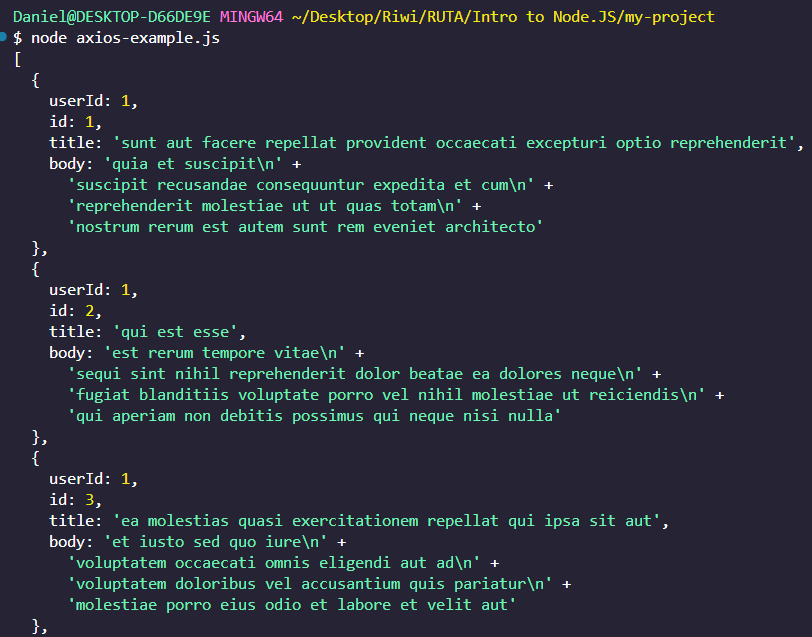 Daniel@DESKTOP-D66DE9E MINGW64 ~/Desktop/Riwi/RUTA/Intro to Node.JS/my-project
$ node axios-example.js
[
  {
    userId: 1,
    id: 1,
    title: 'sunt aut facere repellat provident occaecati excepturi optio reprehenderit',
    body: 'quia et suscipit\n' +
      'suscipit recusandae consequuntur expedita et cum\n' +
      'reprehenderit molestiae ut ut quas totam\n' +
      'nostrum rerum est autem sunt rem eveniet architecto'
  },
  {
    userId: 1,
    id: 2,
    title: 'qui est esse',
    body: 'est rerum tempore vitae\n' +
      'sequi sint nihil reprehenderit dolor beatae ea dolores neque\n' +
      'fugiat blanditiis voluptate porro vel nihil molestiae ut reiciendis\n' +
      'qui aperiam non debitis possimus qui neque nisi nulla'
  },
  {
    userId: 1,
    id: 3,
    title: 'ea molestias quasi exercitationem repellat qui ipsa sit aut',
    body: 'et iusto sed quo iure\n' +
      'voluptatem occaecati omnis eligendi aut ad\n' +
      'voluptatem doloribus vel accusantium quis pariatur\n' +
      'molestiae porro eius odio et labore et velit aut'
  },